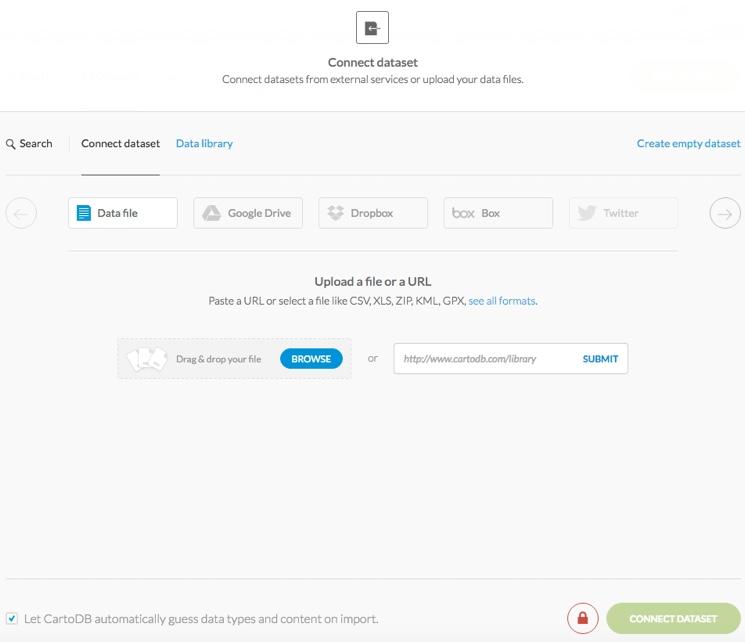 Connect dataset
Connect datasets from external services or upload your data files.
Search Connect dataset Data library Create empty dataset
Data file Google Drive Dropbox box Box Twitter
Upload a file or a URL
Paste a URL or select a file like CSV, XLS, ZIP, KML, GPX, see all formats.
Drag & drop your file BROWSE or http://www.cartodb.com/library SUBMIT
Let CartoDB automatically guess data types and content on import. CONNECT DATASET